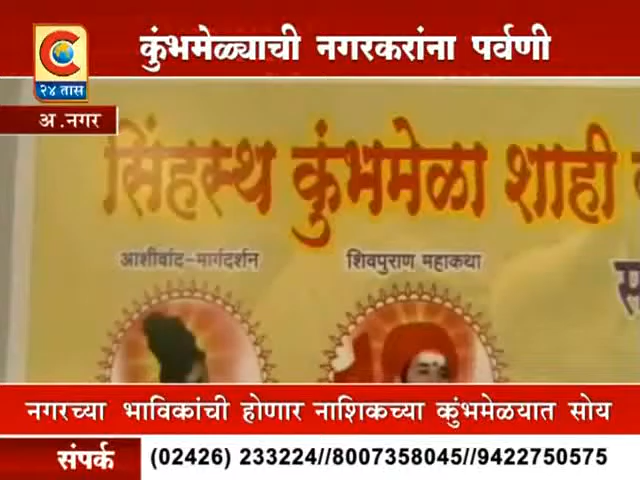 कुंभमेळ्याची नगरकरांना पर्वणी
C
२४ तास
अ.नगर
सिंहस्थ कुंभमेळा शाही
आशीर्वाद-मार्गदर्शन शिवपुराण महाकथा
नगरच्या भाविकांची होणार नाशिकच्या कुंभमेळयात सोय
संपर्क (02426) 233224//8007358045//9422750575